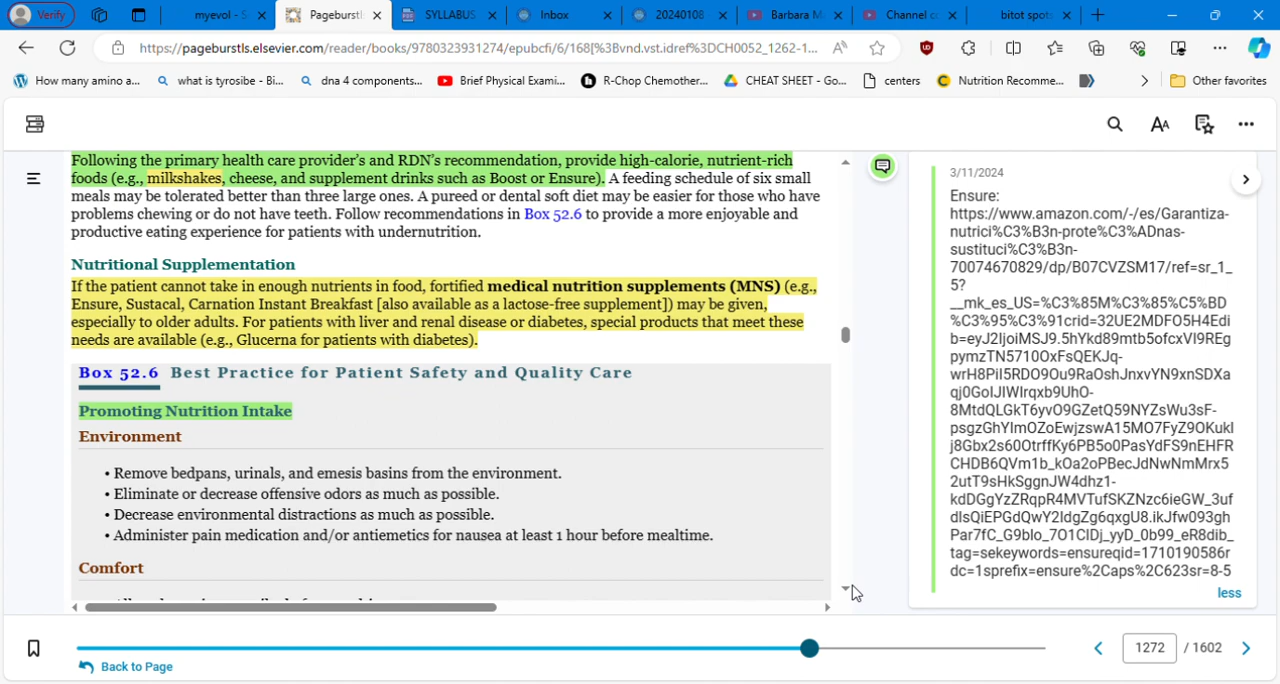 Verify
myevol - S
Pageburstl
SYLLABUS
Inbox
20240108
Barbara M
Channel c
bitot spots
https://pageburstls.elsevier.com/reader/books/9780323931274/epubcfi/6/168[%3Bvnd.vst.idref%3DCH0052_1262-1...
How many amino a...
what is tyrosibe - Bi...
dna 4 components...
Brief Physical Exami...
R-Chop Chemother...
CHEAT SHEET - Go...
centers
Nutrition Recomme...
Other favorites
Following the primary health care provider's and RDN's recommendation, provide high-calorie, nutrient-rich
foods (e.g., milkshakes, cheese, and supplement drinks such as Boost or Ensure). A feeding schedule of six small
meals may be tolerated better than three large ones. A pureed or dental soft diet may be easier for those who have
problems chewing or do not have teeth. Follow recommendations in Box 52.6 to provide a more enjoyable and
productive eating experience for patients with undernutrition.
Nutritional Supplementation
If the patient cannot take in enough nutrients in food, fortified medical nutrition supplements (MNS) (e.g.,
Ensure, Sustacal, Carnation Instant Breakfast [also available as a lactose-free supplement]) may be given,
especially to older adults. For patients with liver and renal disease or diabetes, special products that meet these
needs are available (e.g., Glucerna for patients with diabetes).
Box 52.6 Best Practice for Patient Safety and Quality Care
Promoting Nutrition Intake
Environment
• Remove bedpans, urinals, and emesis basins from the environment.
• Eliminate or decrease offensive odors as much as possible.
• Decrease environmental distractions as much as possible.
• Administer pain medication and/or antiemetics for nausea at least 1 hour before mealtime.
Comfort
3/11/2024
Ensure:
https://www.amazon.com/-/es/Garantiza-
nutrici%C3%B3n-prote%C3%ADnas-
sustituci%C3%B3n-
70074670829/dp/B07CVZSM17/ref=sr_1_
5?
__mk_es_US=%C3%85M%C3%85%C5%BD
%C3%95%C3%91crid=32UE2MDFO5H4Edi
b=eyJ2IjoiMSJ9.5hYkd89mtb5ofcxVl9REg
pymzTN5710OxFsQEKJq-
wrH8PiI5RDO9Ou9RaOshJnxvYN9xnSDXa
qj0GolJIWIrqxb9UhO-
8MtdQLGkT6yvO9GZetQ59NYZsWu3sF-
psgzGhYImOZoEwjzswA15MO7FyZ9OKukl
j8Gbx2s60OtrffKy6PB5o0PasYdFS9nEHFR
CHDB6QVm1b_kOa2oPBecJdNwNmMrx5
2utT9sHkSggnJW4dhz1-
kdDGgYzZRqpR4MVTufSKZNzc6ieGW_3uf
dIsQiEPGdQwY2IdgZg6qxgU8.ikJfw093gh
Par7fC_G9blo_7O1ClDj_yyD_0b99_eR8dib_
tag=sekeywords=ensureqid=1710190586r
dc=1sprefix=ensure%2Caps%2C623sr=8-5
less
Back to Page
1272 / 1602